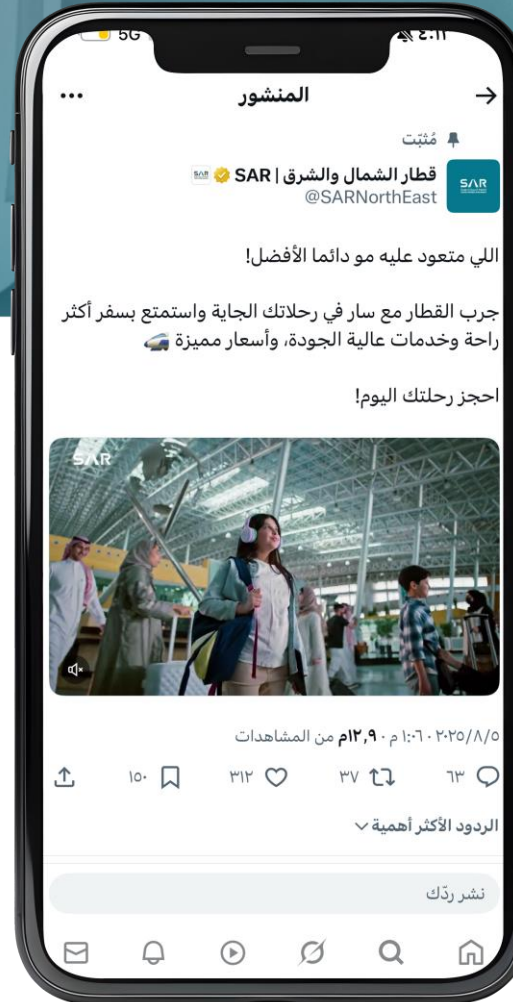 5G ٤:١١
المنشور
مُثبّت
قطار الشمال والشرق | SAR
@SARNorthEast
SAR
اللي متعود عليه مو دائما الأفضل!
جرب القطار مع سار في رحلاتك الجاية واستمتع بسفر أكثر
راحة وخدمات عالية الجودة، وأسعار مميزة
احجز رحلتك اليوم!
SAR
٢٠٢٥/٨/٥ · ١:٠٦ م · ١٢,٩م من المشاهدات
٦٣ ٣٧ ٣١٢ ١٥٠
الردود الأكثر أهمية
نشر ردّك